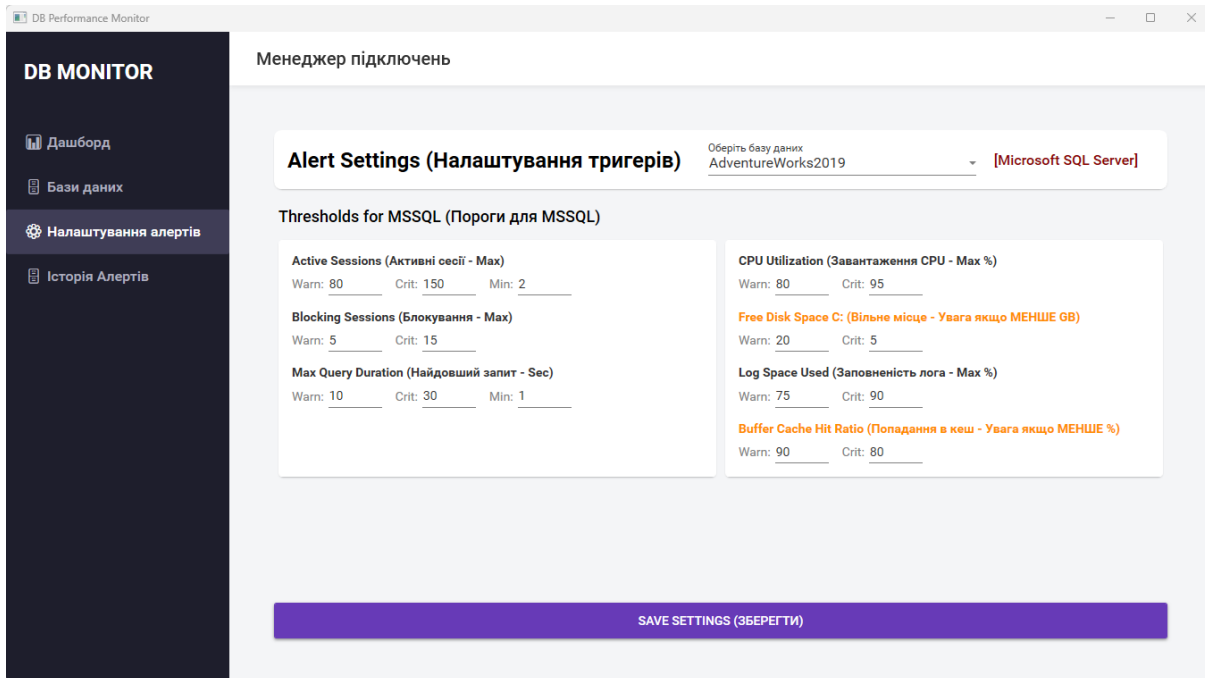 DB Performance Monitor
DB MONITOR
Дашборд
Бази даних
Налаштування алертів
Історія Алертів
Менеджер підключень
Alert Settings (Налаштування тригерів)
Оберіть базу даних
AdventureWorks2019
[Microsoft SQL Server]
Thresholds for MSSQL (Пороги для MSSQL)
Active Sessions (Активні сесії - Max)
Warn: 80 Crit: 150 Min: 2
Blocking Sessions (Блокування - Max)
Warn: 5 Crit: 15
Max Query Duration (Найдовший запит - Sec)
Warn: 10 Crit: 30 Min: 1
CPU Utilization (Завантаження CPU - Max %)
Warn: 80 Crit: 95
Free Disk Space C: (Вільне місце - Увага якщо МЕНШЕ GB)
Warn: 20 Crit: 5
Log Space Used (Заповненість лога - Max %)
Warn: 75 Crit: 90
Buffer Cache Hit Ratio (Попадання в кеш - Увага якщо МЕНШЕ %)
Warn: 90 Crit: 80
SAVE SETTINGS (ЗБЕРЕГТИ)